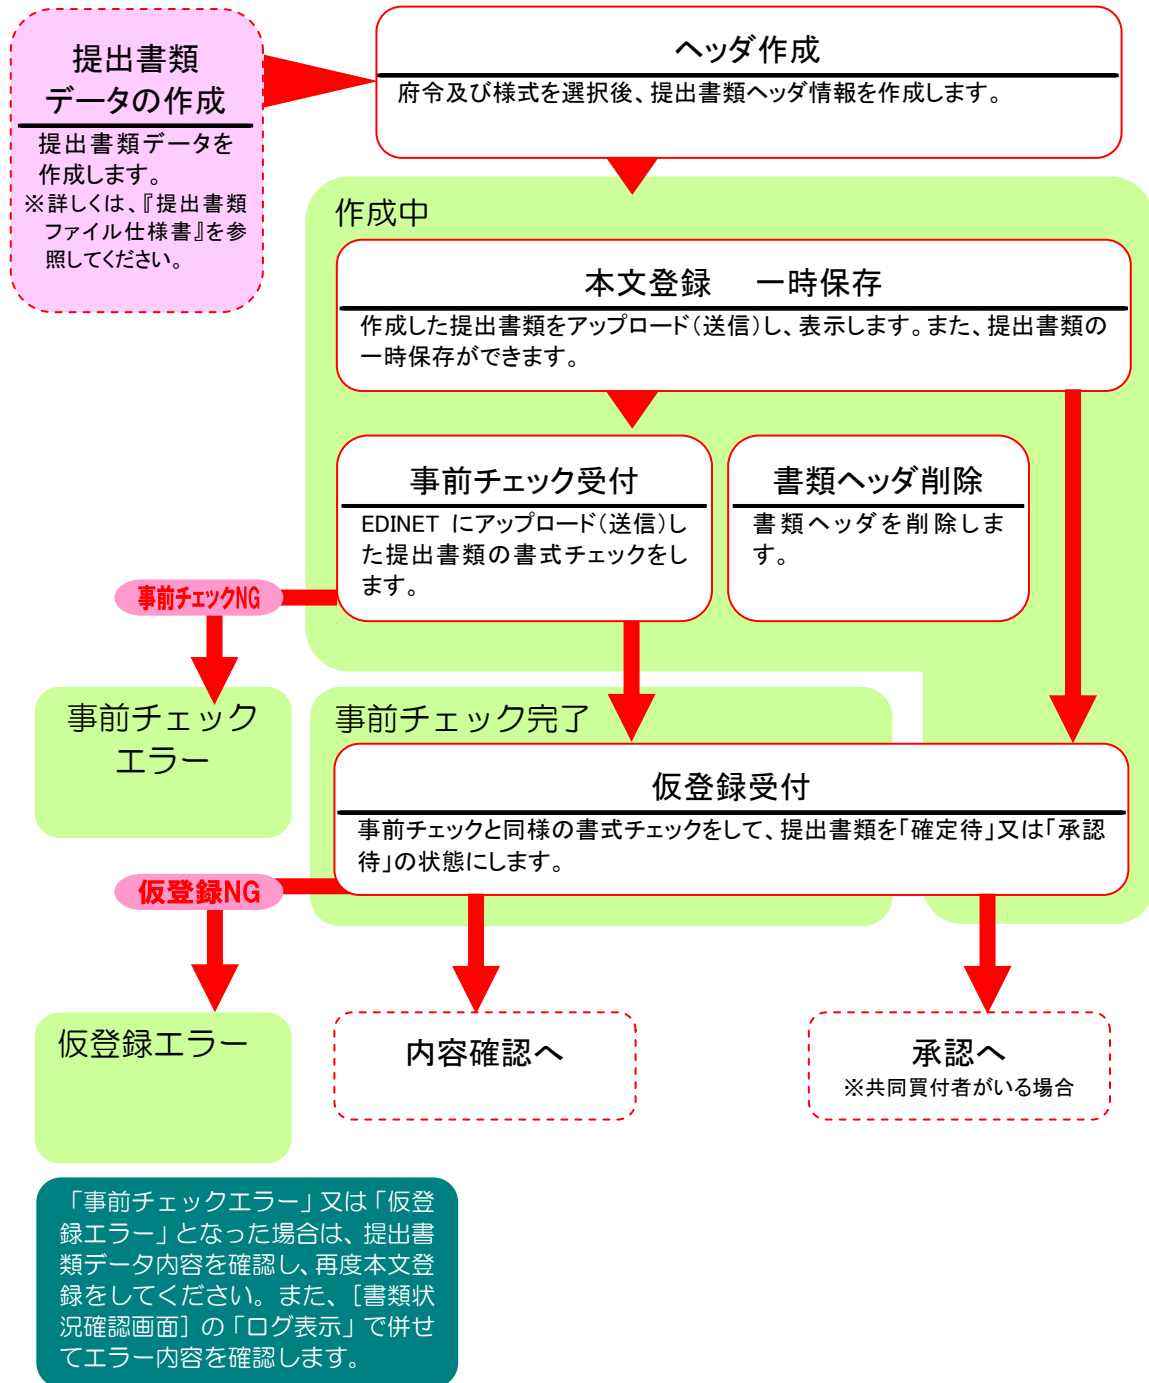 提出書類
データの作成
提出書類データを
作成します。
※詳しくは、『提出書類
ファイル仕様書』を参
照してください。
ヘッダ作成
府令及び様式を選択後、提出書類ヘッダ情報を作成します。
作成中
本文登録 一時保存
作成した提出書類をアップロード（送信）し、表示します。また、提出書類の
一時保存ができます。
事前チェック受付
EDINET にアップロード（送信）し
た提出書類の書式チェックをし
ます。
書類ヘッダ削除
書類ヘッダを削除しま
す。
事前チェックNG
事前チェック
エラー
事前チェック完了
仮登録受付
事前チェックと同様の書式チェックをして、提出書類を「確定待」又は「承認
待」の状態にします。
仮登録NG
仮登録エラー
内容確認へ
承認へ
※共同買付者がいる場合
「事前チェックエラー」又は「仮登
録エラー」となった場合は、提出書
類データ内容を確認し、再度本文登
録をしてください。また、［書類状
況確認画面］の「ログ表示」で併せ
てエラー内容を確認します。